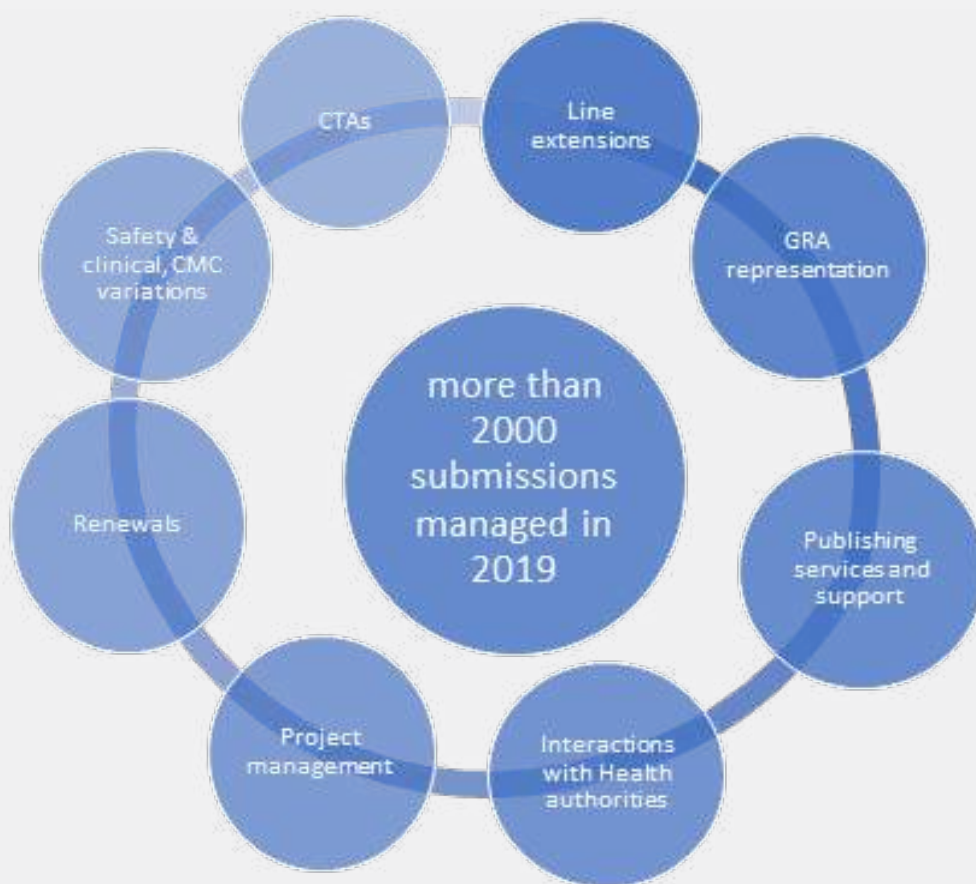 CTAs
Line
extensions
GRA
representation
Publishing
services and
support
Interactions
with Health
authorities
Project
management
Renewals
Safety &
clinical, CMC
variations
more than
2000
submissions
managed in
2019